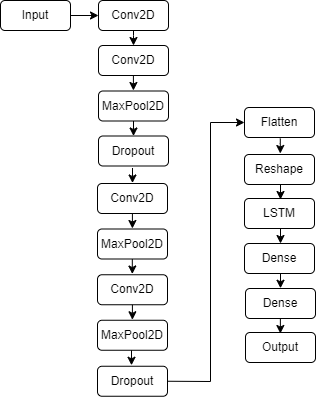 Input
Conv2D
Conv2D
MaxPool2D
Dropout
Conv2D
MaxPool2D
Conv2D
MaxPool2D
Dropout
Flatten
Reshape
LSTM
Dense
Dense
Output